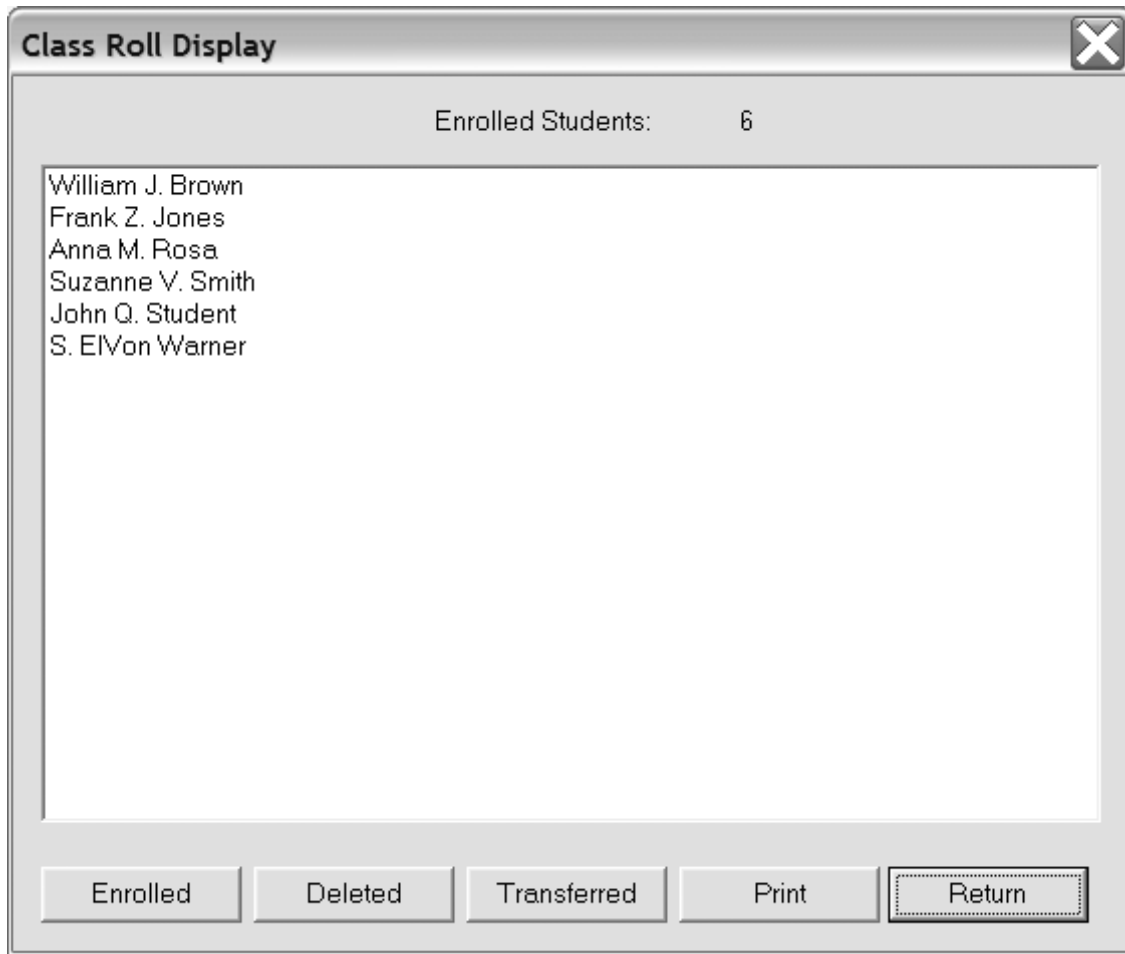 Class Roll Display
Enrolled Students: 6
William J. Brown
Frank Z. Jones
Anna M. Rosa
Suzanne V. Smith
John Q. Student
S. ElVon Warner
Enrolled Deleted Transferred Print Return